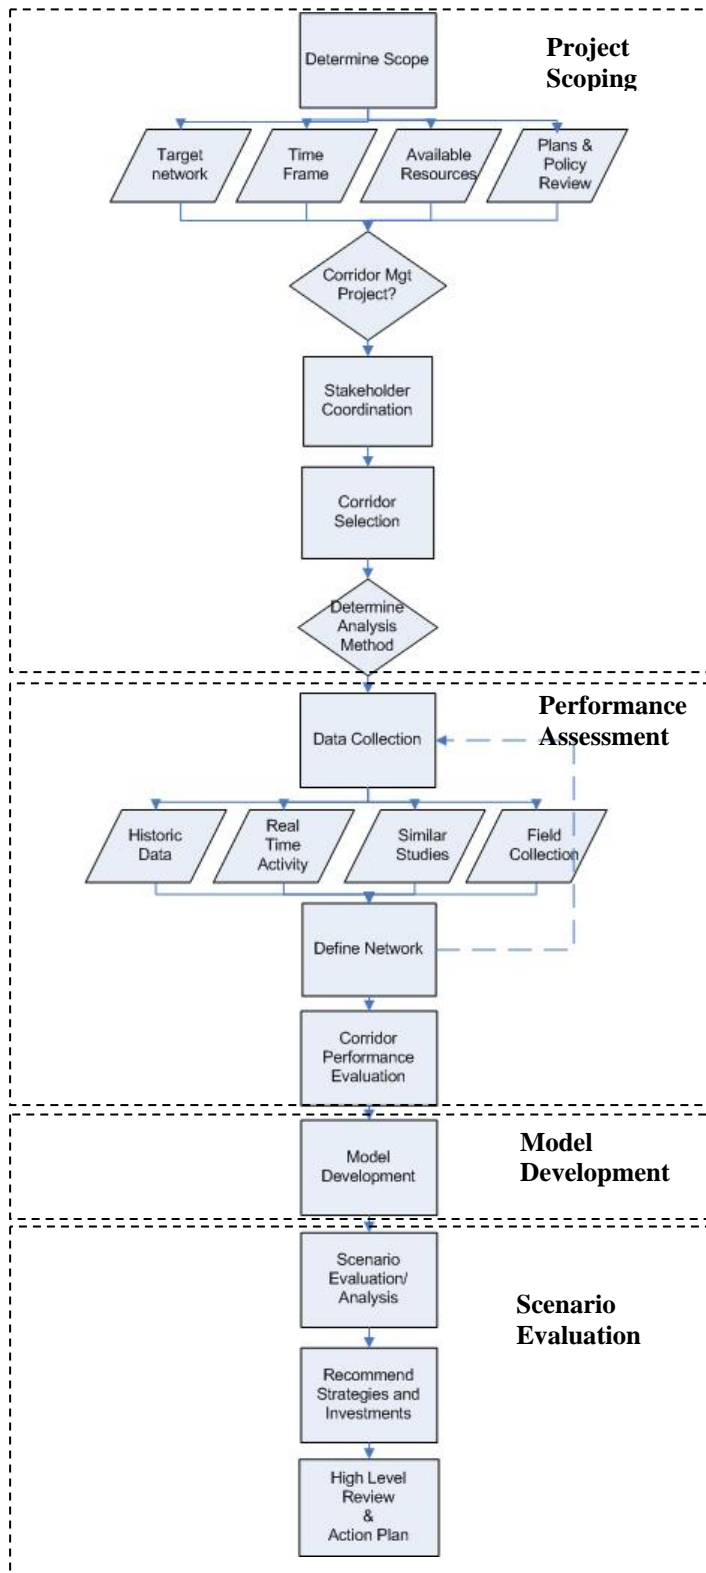 Determine Scope
Project
Scoping
Target
network
Time
Frame
Available
Resources
Plans &
Policy
Review
Corridor Mgt
Project?
Stakeholder
Coordination
Corridor
Selection
Determine
Analysis
Method
Performance
Assessment
Data Collection
Historic
Data
Real
Time
Activity
Similar
Studies
Field
Collection
Define Network
Corridor
Performance
Evaluation
Model
Development
Model
Development
Scenario
Evaluation/
Analysis
Scenario
Evaluation
Recommend
Strategies and
Investments
High Level
Review
&
Action Plan